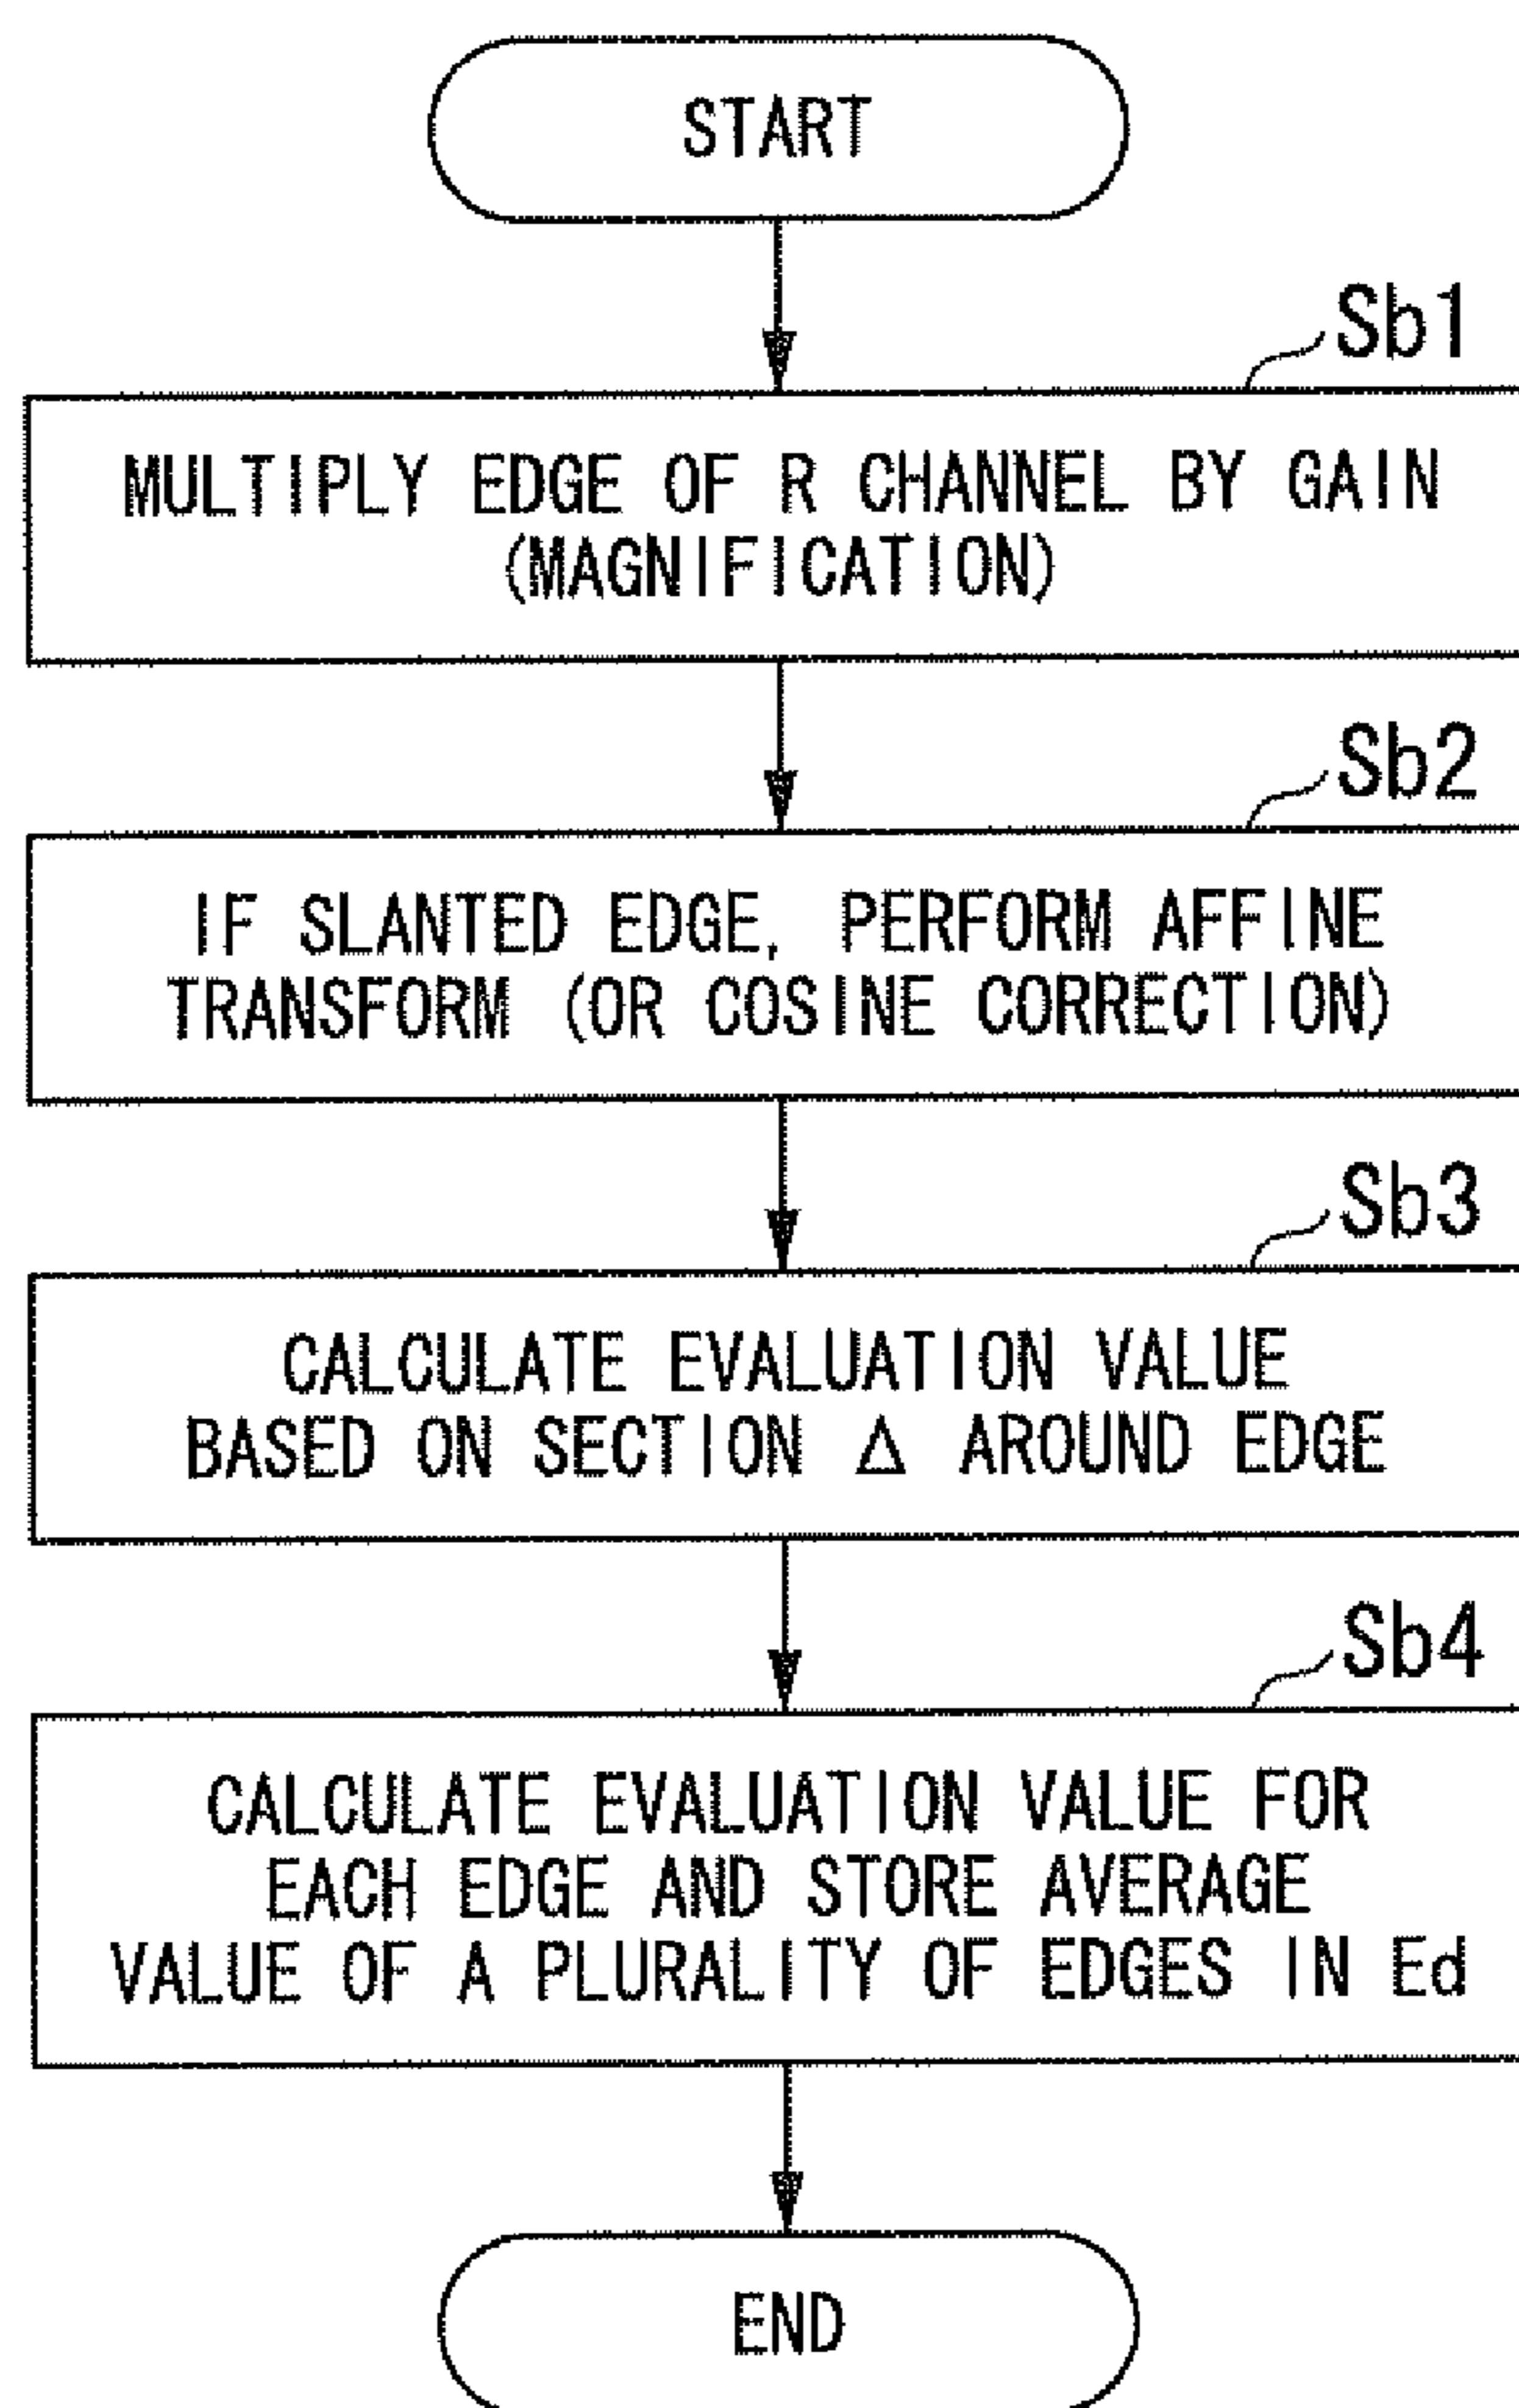 START
Sb1
MULTIPLY EDGE OF R CHANNEL BY GAIN
(MAGNIFICATION)
Sb2
IF SLANTED EDGE, PERFORM AFFINE
TRANSFORM (OR COSINE CORRECTION)
Sb3
CALCULATE EVALUATION VALUE
BASED ON SECTION Δ AROUND EDGE
Sb4
CALCULATE EVALUATION VALUE FOR
EACH EDGE AND STORE AVERAGE
VALUE OF A PLURALITY OF EDGES IN Ed
END